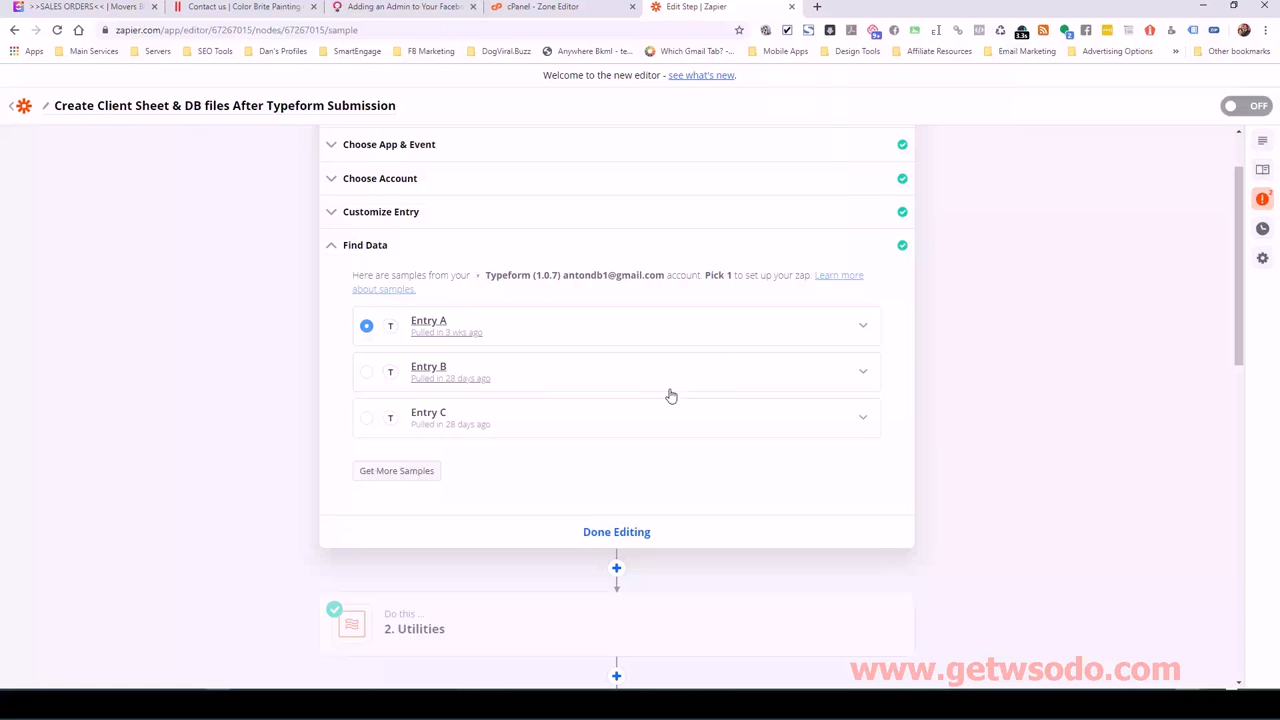 >>SALES ORDERS<< | Movers B
Contact us | Color Brite Painting
Adding an Admin to your Facebo
cPanel - Zone Editor
Edit Step | Zapier
zapier.com/app/editor/67267015/nodes/67267015/sample
Apps
Main Services
Servers
SEO Tools
Dan's Profiles
SmartEngage
FB Marketing
DogViral.Buzz
Anywhere Bkml - te...
Which Gmail Tab? -...
Mobile Apps
Design Tools
Affiliate Resources
Email Marketing
Advertising Options
Other bookmarks
Welcome to the new editor - see what's new.
Create Client Sheet & DB files After Typeform Submission
OFF
Choose App & Event
Choose Account
Customize Entry
Find Data
Here are samples from your Typeform (1.0.7) antondb1@gmail.com account. Pick 1 to set up your zap. Learn more
about samples.
T
Entry A
Pulled in 3 wks ago
T
Entry B
Pulled in 28 days ago
T
Entry C
Pulled in 28 days ago
Get More Samples
Done Editing
Do this ...
2. Utilities
www.getwsodo.com